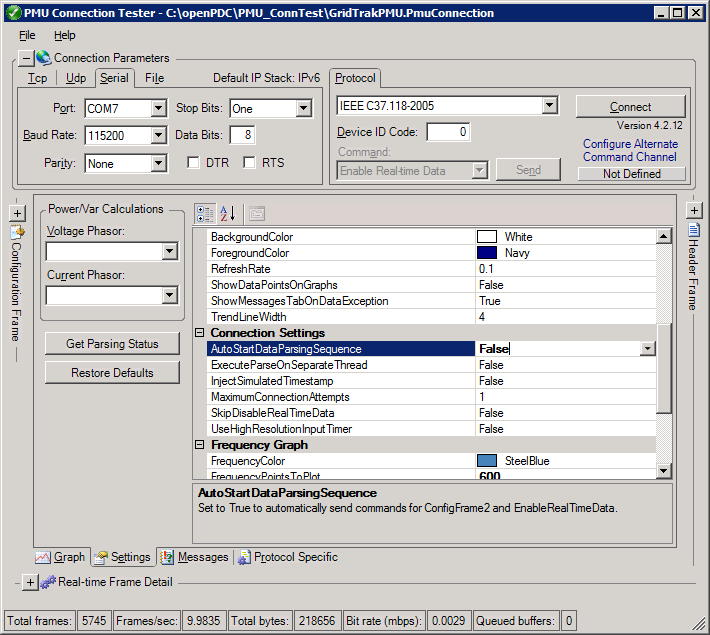 PMU Connection Tester - C:\openPDC\PMU_ConnTest\GridTrakPMU.PmuConnection
File Help
Connection Parameters
Tcp Udp Serial File Default IP Stack: IPv6
Port: COM7 Stop Bits: One
Baud Rate: 115200 Data Bits: 8
Parity: None DTR RTS
Protocol
IEEE C37.118-2005
Device ID Code: 0
Command:
Enable Real-time Data Send
Connect
Version 4.2.12
Configure Alternate
Command Channel
Not Defined
Configuration Frame
Power/Var Calculations
Voltage Phasor:
Current Phasor:
Get Parsing Status
Restore Defaults
BackgroundColor White
ForegroundColor Navy
RefreshRate 0.1
ShowDataPointsOnGraphs False
ShowMessagesTabOnDataException True
TrendLineWidth 4
Connection Settings
AutoStartDataParsingSequence False
ExecuteParseOnSeparateThread False
InjectSimulatedTimestamp False
MaximumConnectionAttempts 1
SkipDisableRealTimeData False
UseHighResolutionInputTimer False
Frequency Graph
FrequencyColor SteelBlue
FrequencyPointsToPlot 600
AutoStartDataParsingSequence
Set to True to automatically send commands for ConfigFrame2 and EnableRealTimeData.
Header Frame
Graph Settings Messages Protocol Specific
Real-time Frame Detail
Total frames: 5745 Frames/sec: 9.9835 Total bytes: 218656 Bit rate (mbps): 0.0029 Queued buffers: 0